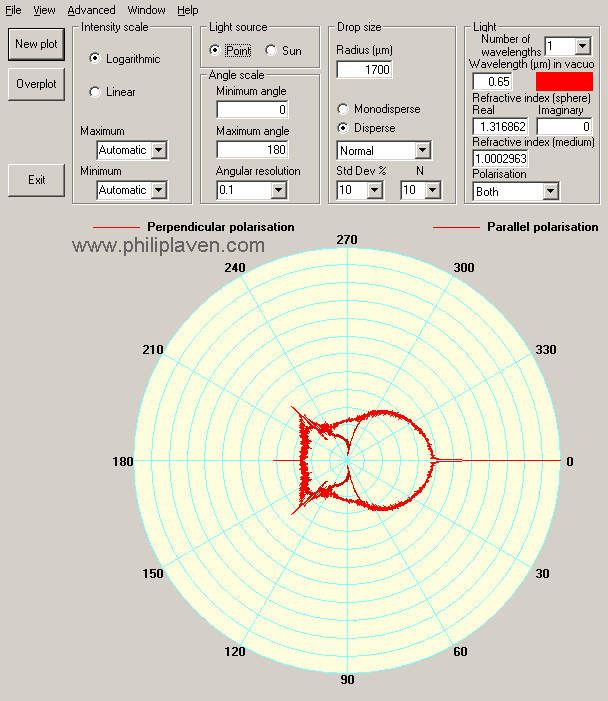 File View Advanced Window Help
New plot
Overplot
Exit
Intensity scale
Logarithmic
Linear
Maximum
Automatic
Minimum
Automatic
Light source
Point Sun
Angle scale
Minimum angle
0
Maximum angle
180
Angular resolution
0.1
Drop size
Radius (µm)
1700
Monodisperse
Disperse
Normal
Std Dev % N
10 10
Light
Number of
wavelengths 1
Wavelength (µm) in vacuo
0.65
Refractive index (sphere)
Real Imaginary
1.316862 0
Refractive index (medium)
1.0002963
Polarisation
Both
Perpendicular polarisation Parallel polarisation
www.philiplaven.com
270
240 300
210 330
180 0
150 30
120 60
90